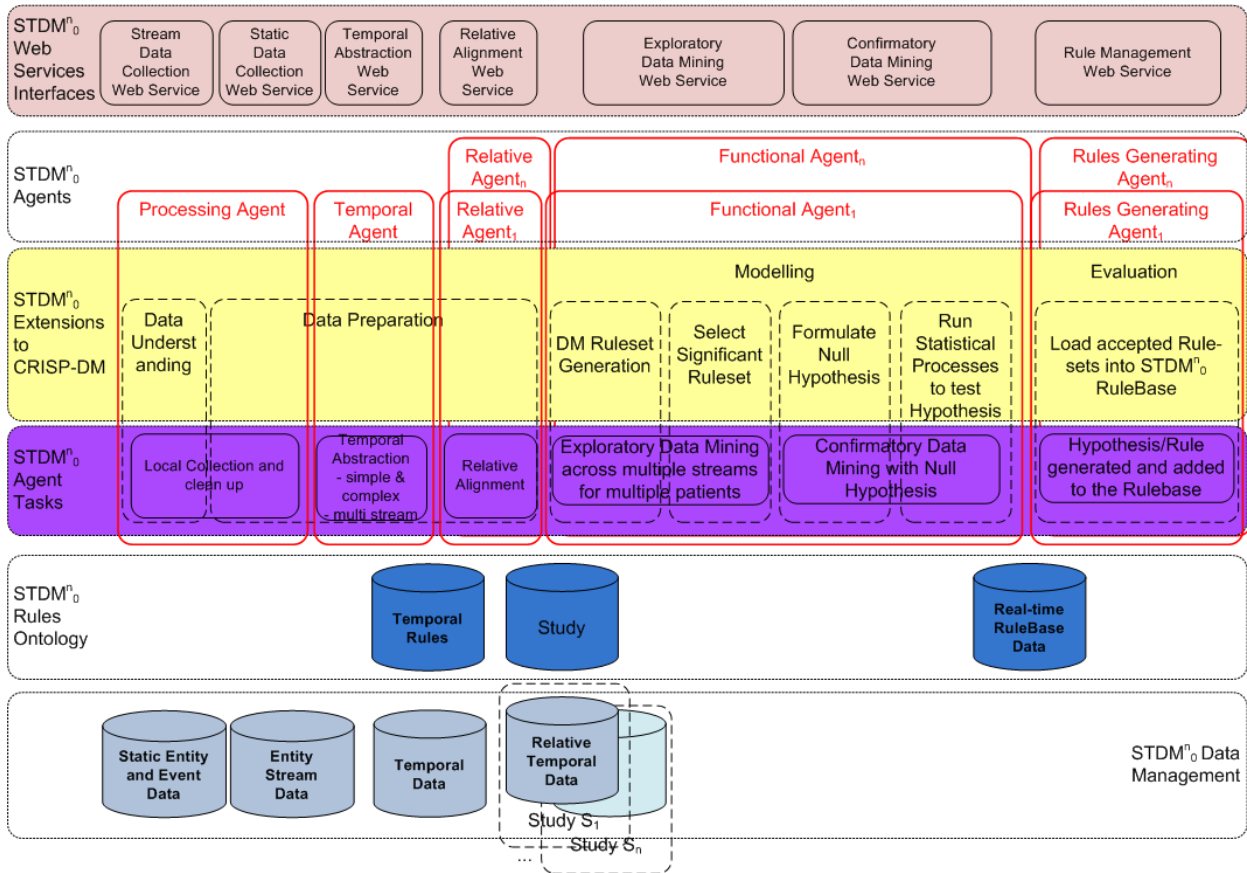 STDMⁿ₀
Web
Services
Interfaces
Stream
Data
Collection
Web Service
Static
Data
Collection
Web Service
Temporal
Abstraction
Web
Service
Relative
Alignment
Web
Service
Exploratory
Data Mining
Web Service
Confirmatory
Data Mining
Web Service
Rule Management
Web Service
STDMⁿ₀
Agents
Relative
Agentₙ
Functional Agentₙ
Rules Generating
Agentₙ
Processing Agent
Temporal
Agent
Relative
Agent₁
Functional Agent₁
Rules Generating
Agent₁
STDMⁿ₀
Extensions
to
CRISP-DM
Modelling
Evaluation
Data
Underst
anding
Data Preparation
DM Ruleset
Generation
Select
Significant
Ruleset
Formulate
Null
Hypothesis
Run
Statistical
Processes
to test
Hypothesis
Load accepted Rule-
sets into STDMⁿ₀
RuleBase
STDMⁿ₀
Agent
Tasks
Local Collection and
clean up
Temporal
Abstraction
- simple &
complex
- multi stream
Relative
Alignment
Exploratory Data Mining
across multiple streams
for multiple patients
Confirmatory Data
Mining with Null
Hypothesis
Hypothesis/Rule
generated and added
to the Rulebase
STDMⁿ₀
Rules
Ontology
Temporal
Rules
Study
Real-time
RuleBase
Data
Static Entity
and Event
Data
Entity
Stream
Data
Temporal
Data
Relative
Temporal
Data
Study S₁
...
Study Sₙ
STDMⁿ₀ Data
Management